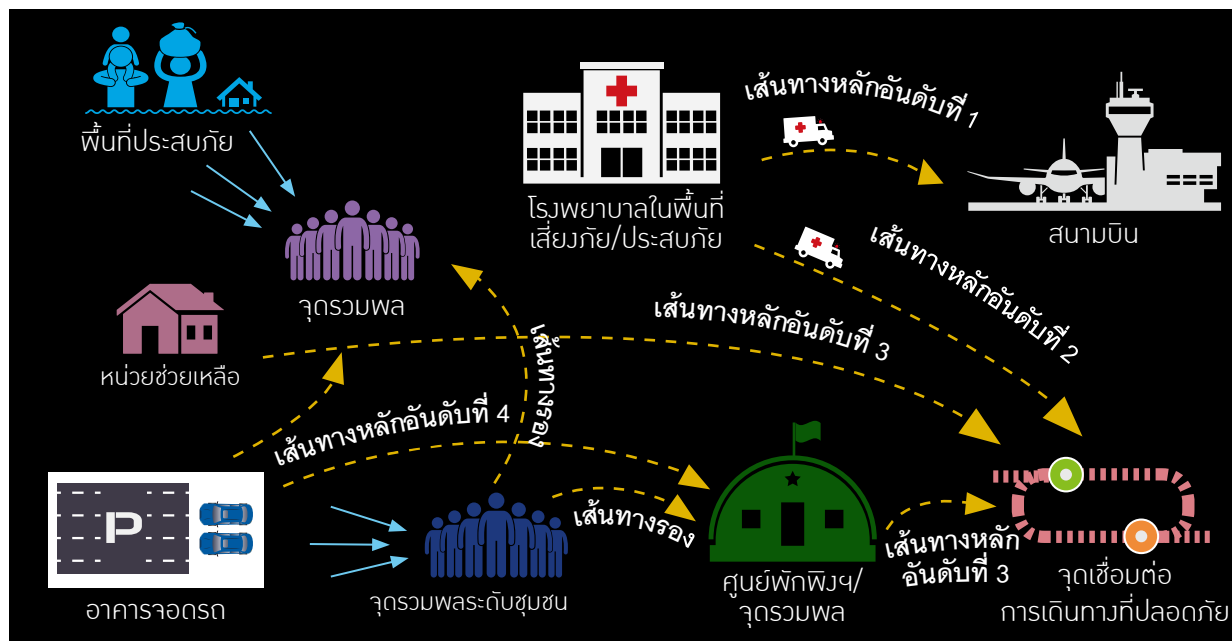 พื้นที่ประสบภัย
เส้นทางหลักอันดับที่ 1
โรงพยาบาลในพื้นที่
เสี่ยงภัย/ประสบภัย
สนามบิน
เส้นทางหลักอันดับที่ 2
จุดรวมพล
เส้นทางหลักอันดับที่ 3
หน่วยช่วยเหลือ
เส้นทางรอง
เส้นทางหลักอันดับที่ 4
P
อาคารจอดรถ
จุดรวมพลระดับชุมชน
เส้นทางรอง
ศูนย์พักพิงฯ/
จุดรวมพล
เส้นทางหลัก
อันดับที่ 3
จุดเชื่อมต่อ
การเดินทางที่ปลอดภัย